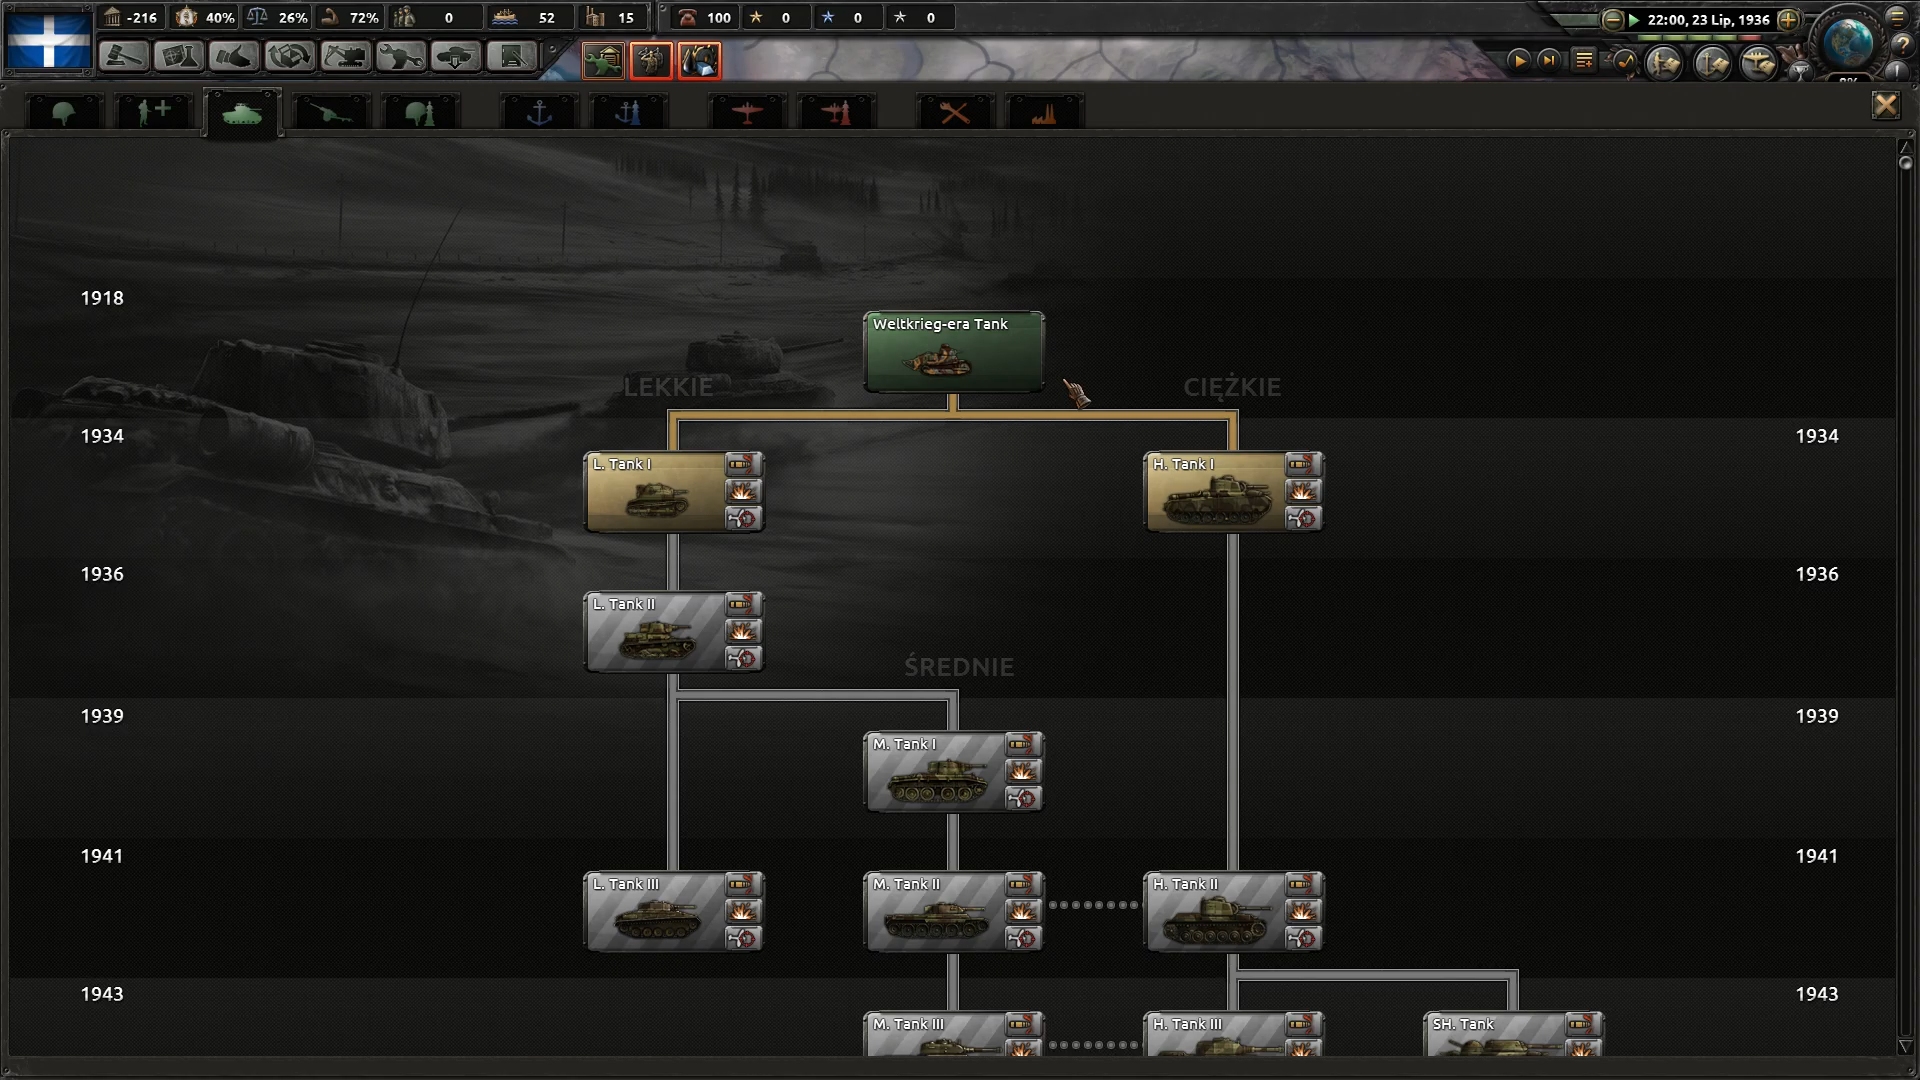 -216 40% 26% 72% 0 52 15 100 0 0 0 22:00, 23 Lip, 1936
1918
Weltkrieg-era Tank
LEKKIE CIĘŻKIE
1934 1934
L. Tank I H. Tank I
1936 1936
L. Tank II
ŚREDNIE
1939 1939
M. Tank I
1941 1941
L. Tank III M. Tank II H. Tank II
1943 1943
M. Tank III H. Tank III SH. Tank